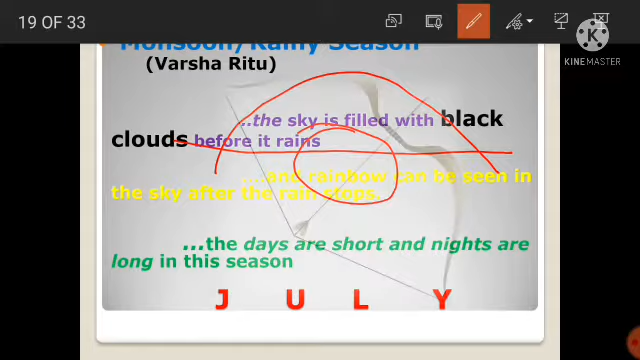 19 OF 33
K
KINEMASTER
Monsoon/Rainy Season
(Varsha Ritu)
...the sky is filled with black
clouds before it rains
....and rainbow can be seen in
the sky after the rain stops.
...the days are short and nights are
long in this season
J U L Y